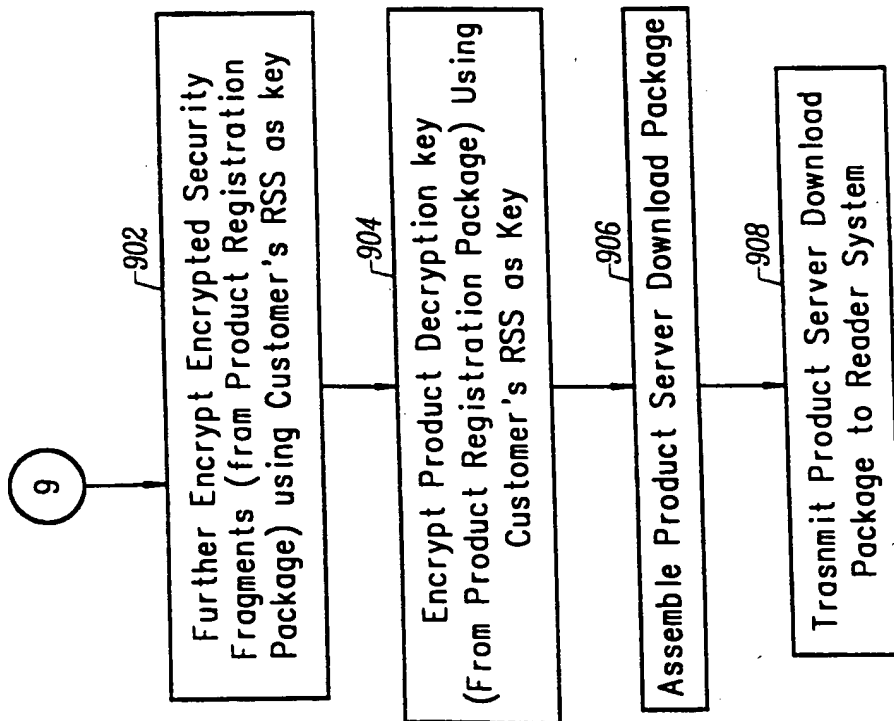 9
902
Further Encrypt Encrypted Security
Fragments (from Product Registration
Package) using Customer's RSS as key
904
Encrypt Product Decryption key
(From Product Registration Package) Using
Customer's RSS as Key
906
Assemble Product Server Download Package
908
Trasnmit Product Server Download
Package to Reader System